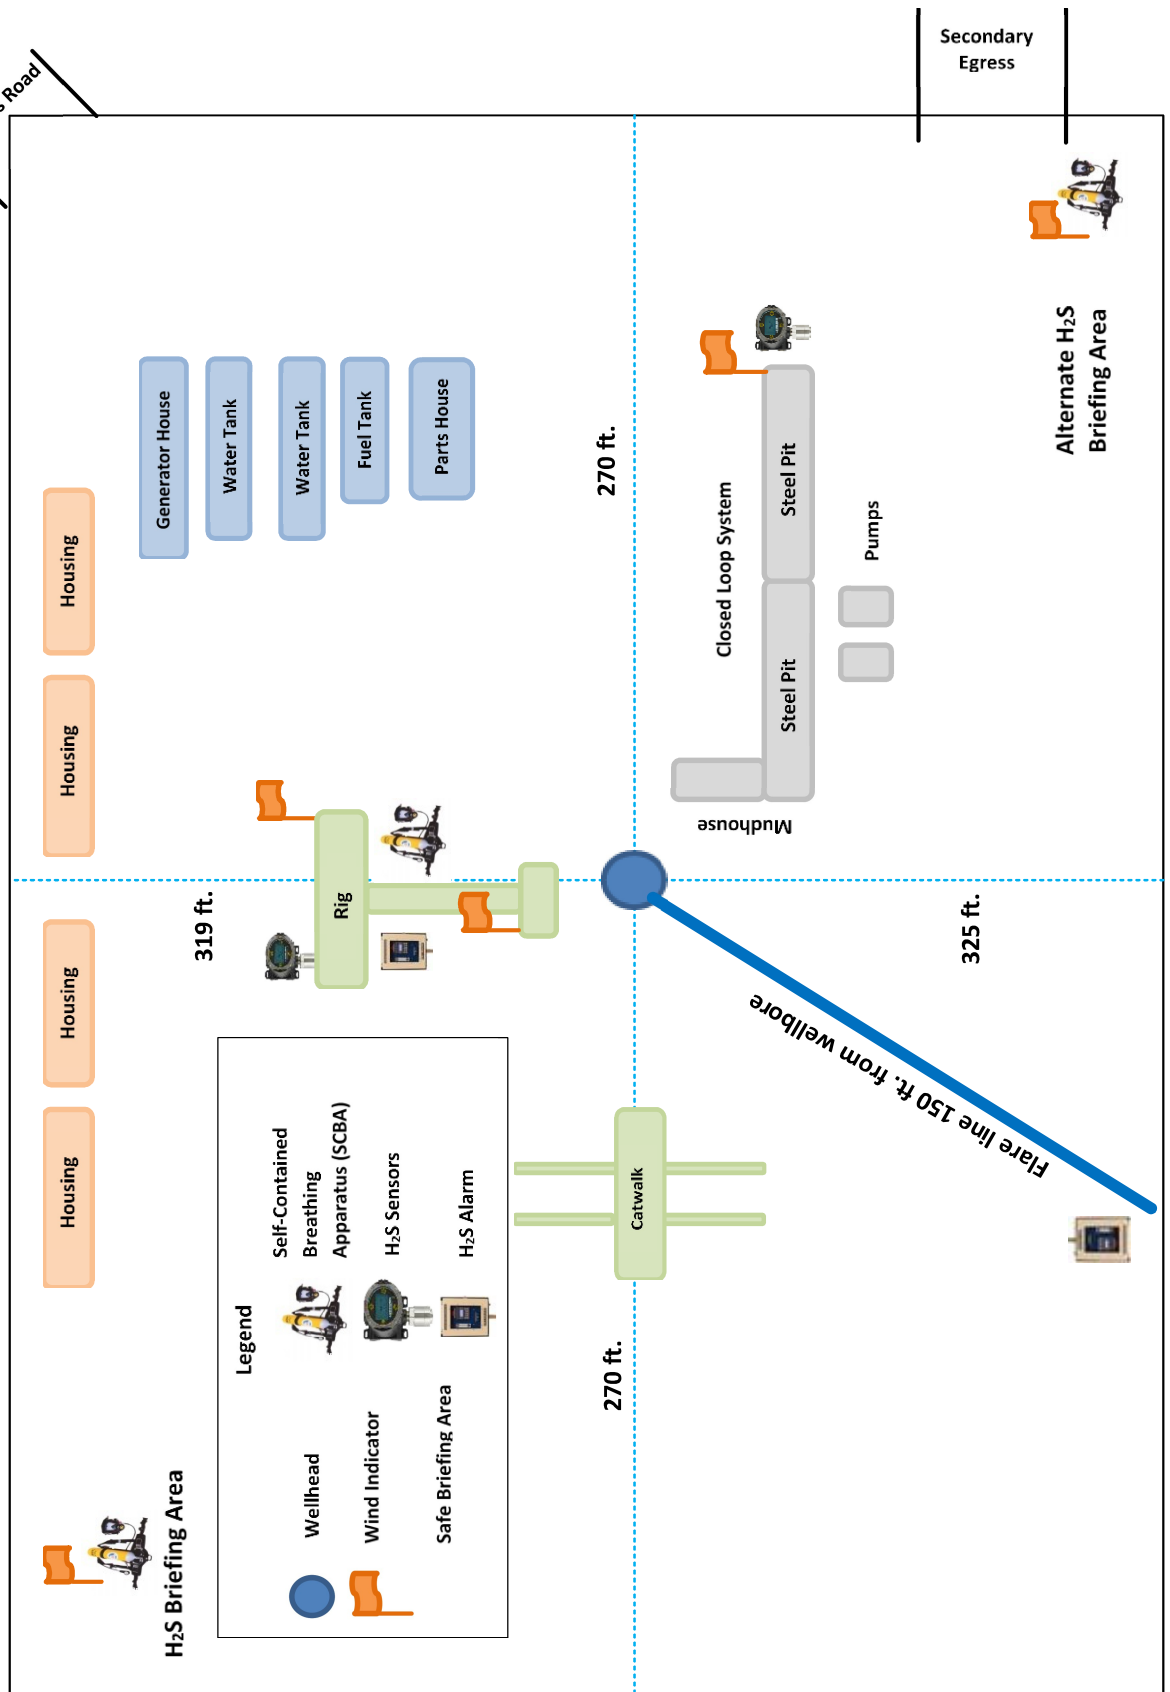 Road
Secondary
Egress
Housing
Housing
Housing
Housing
Generator House
Water Tank
Water Tank
Fuel Tank
Parts House
270 ft.
Closed Loop System
Steel Pit
Steel Pit
Pumps
Mudhouse
Alternate H₂S
Briefing Area
319 ft.
Rig
325 ft.
Flare line 150 ft. from wellbore
Catwalk
270 ft.
H₂S Briefing Area
Legend
Wellhead
Wind Indicator
Safe Briefing Area
Self-Contained
Breathing
Apparatus (SCBA)
H₂S Sensors
H₂S Alarm